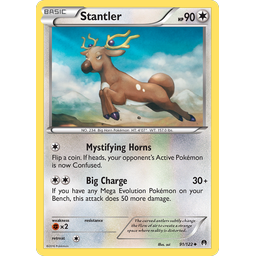 BASIC
Stantler HP90
NO. 234 Big Horn Pokémon HT. 4'07" WT. 157.0 lbs.
Mystifying Horns
Flip a coin. If heads, your opponent's Active Pokémon
is now Confused.
Big Charge 30+
If you have any Mega Evolution Pokémon on your
Bench, this attack does 50 more damage.
weakness resistance
×2
retreat
The curved antlers subtly change
the flow of air to create a strange
space where reality is distorted.
91/122